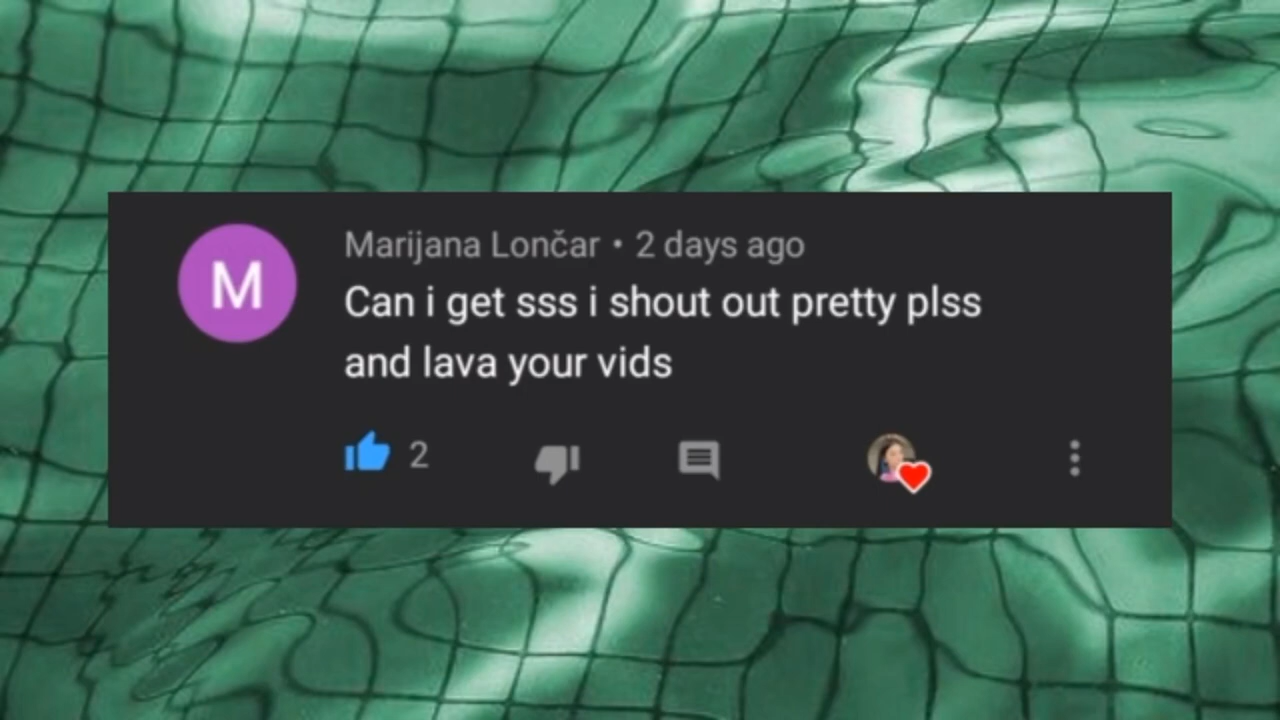 M
Marijana Lončar • 2 days ago
Can i get sss i shout out pretty plss
and lava your vids
2